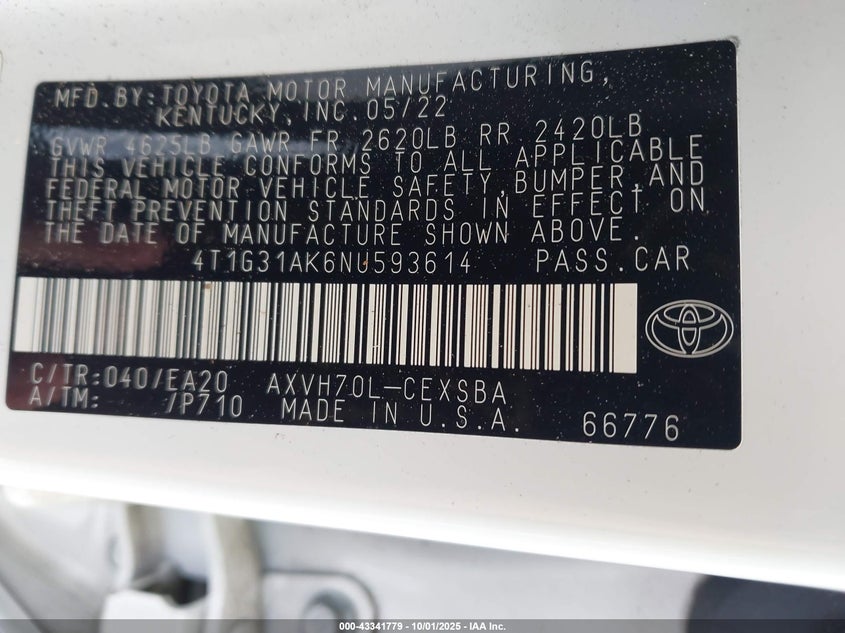 MFD.BY:TOYOTA MOTOR MANUFACTURING,
KENTUCKY,INC.05/22
GVWR 4625LB GAWR FR 2620LB RR 2420LB
THIS VEHICLE CONFORMS TO ALL APPLICABLE
FEDERAL MOTOR VEHICLE SAFETY,BUMPER,AND
THEFT PREVENTION STANDARDS IN EFFECT ON
THE DATE OF MANUFACTURE SHOWN ABOVE.
4T1G31AK6NU593614 PASS.CAR
C/TR:040/EA20 AXVH70L-CEXSBA
A/TM: /P710 MADE IN U.S.A. 66776
000-43341779 - 10/01/2025 - IAA Inc.